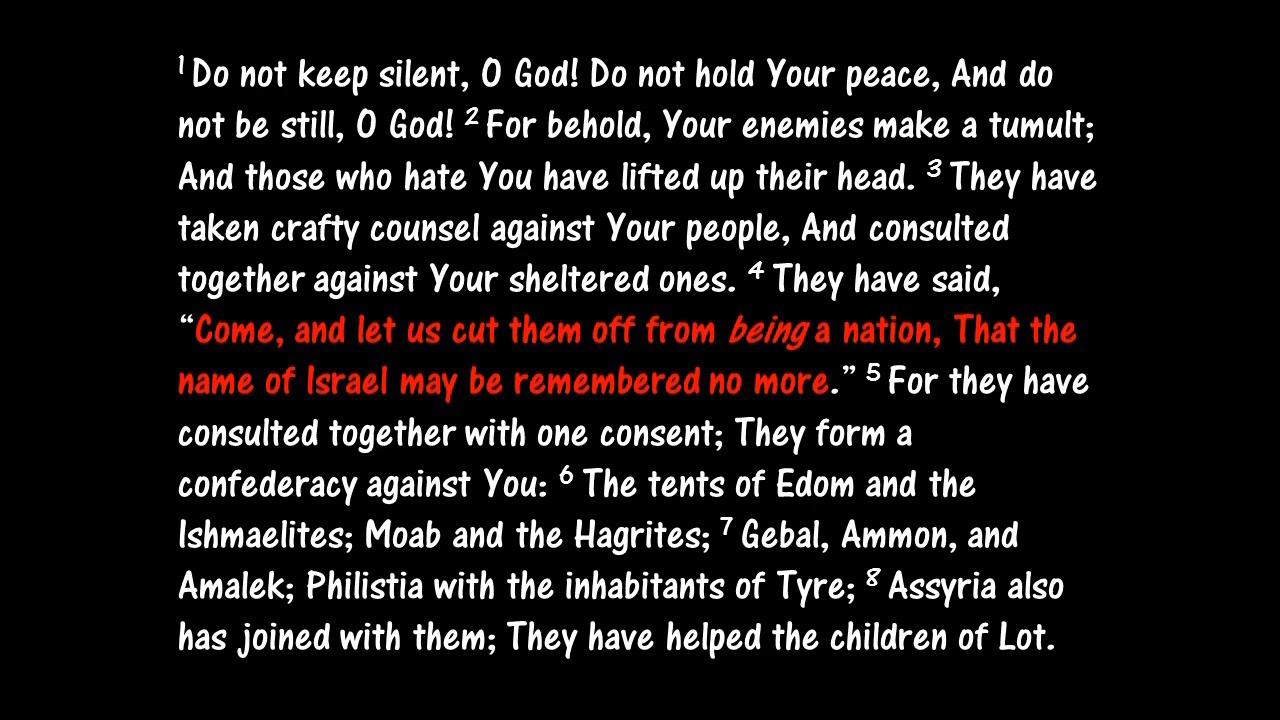 1 Do not keep silent, O God! Do not hold Your peace, And do
not be still, O God! 2 For behold, Your enemies make a tumult;
And those who hate You have lifted up their head. 3 They have
taken crafty counsel against Your people, And consulted
together against Your sheltered ones. 4 They have said,
“Come, and let us cut them off from being a nation, That the
name of Israel may be remembered no more.” 5 For they have
consulted together with one consent; They form a
confederacy against You: 6 The tents of Edom and the
Ishmaelites; Moab and the Hagrites; 7 Gebal, Ammon, and
Amalek; Philistia with the inhabitants of Tyre; 8 Assyria also
has joined with them; They have helped the children of Lot.